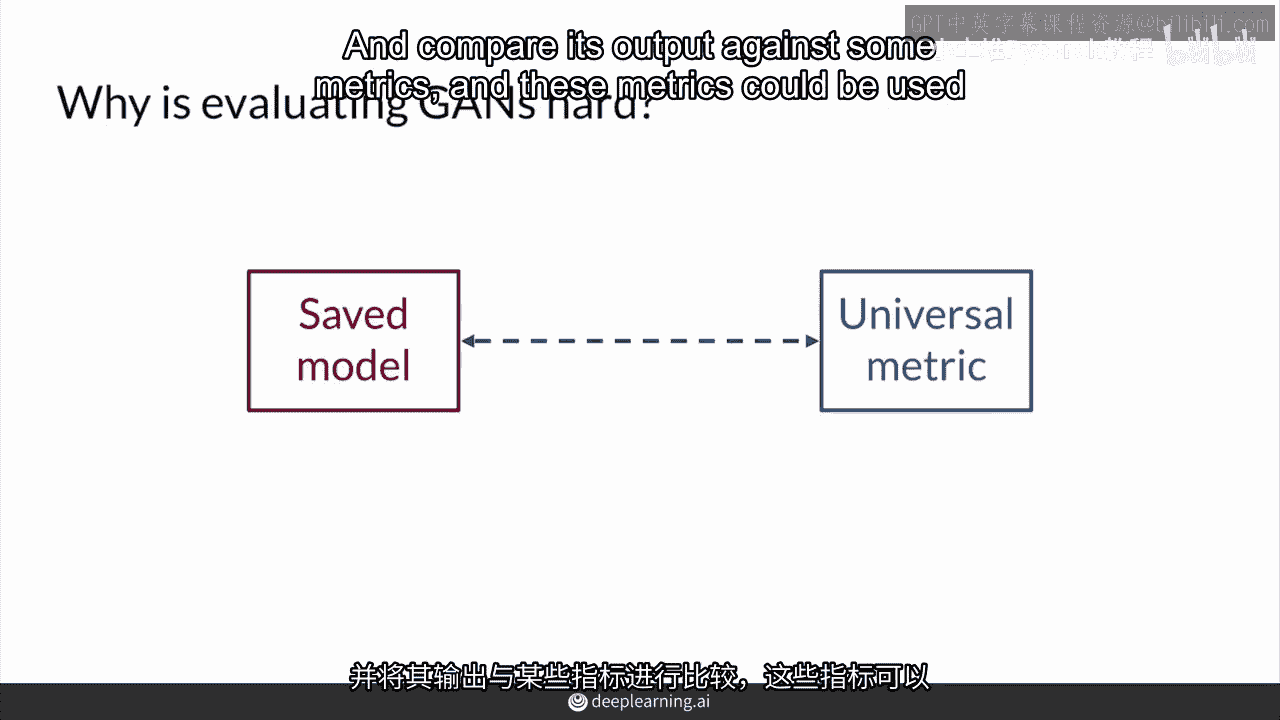 GPT中英字幕课程资源@bilibili.com
And compare its output against some
metrics, and these metrics could be used
Why is evaluating GANs hard?
Saved
model
Universal
metric
并将其输出与某些指标进行比较，这些指标可以
deeplearning.ai